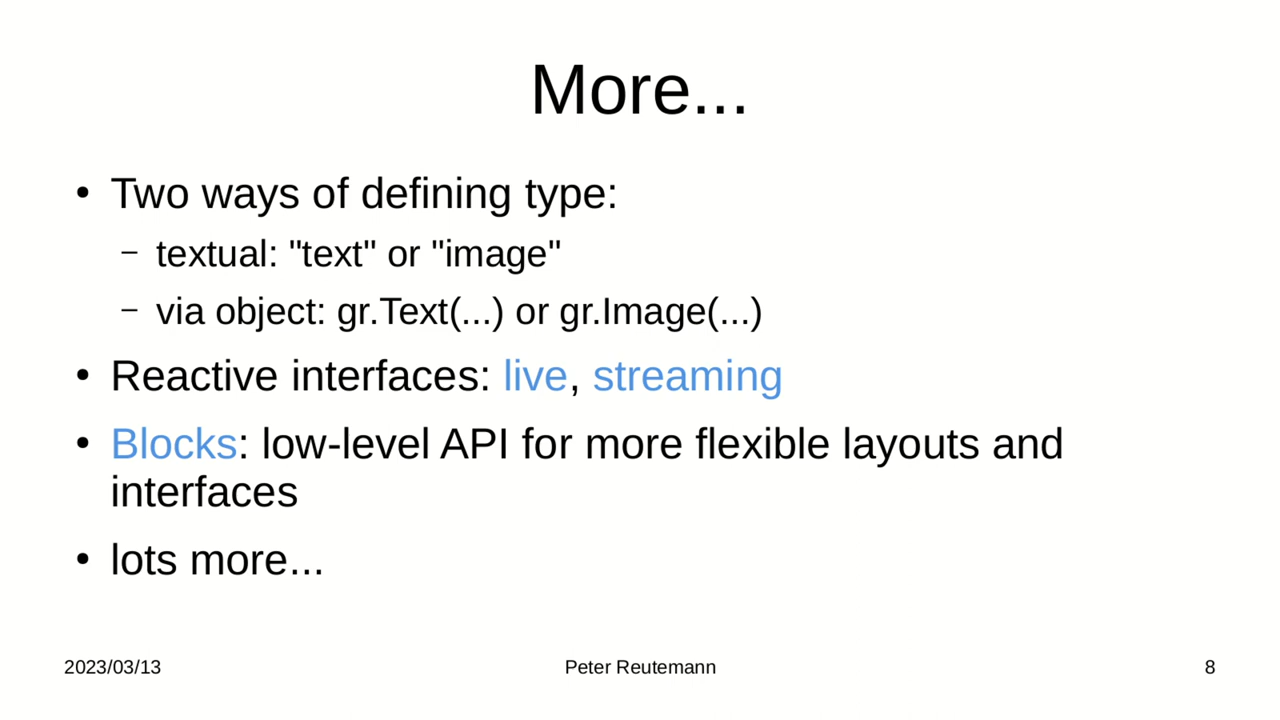 More...
• Two ways of defining type:
– textual: "text" or "image"
– via object: gr.Text(...) or gr.Image(...)
• Reactive interfaces: live, streaming
• Blocks: low-level API for more flexible layouts and
interfaces
• lots more...
2023/03/13
Peter Reutemann
8